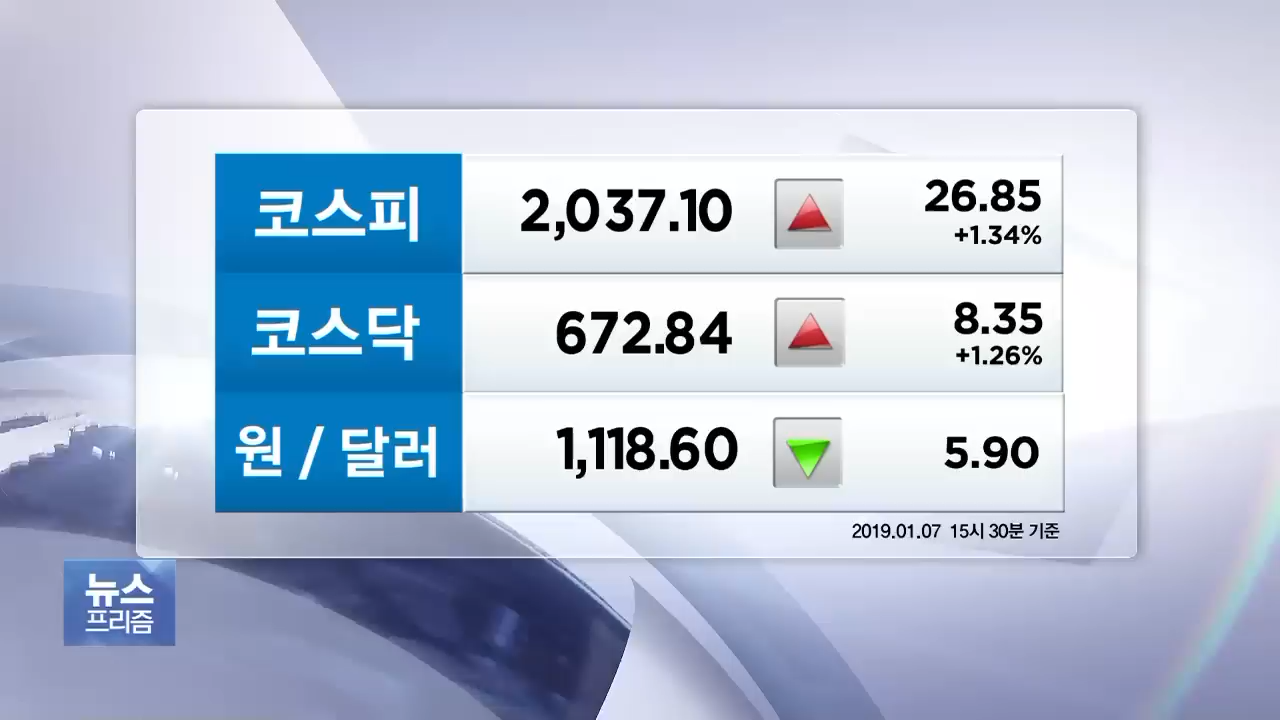 코스피 2,037.10 26.85
+1.34%
코스닥 672.84 8.35
+1.26%
원 / 달러 1,118.60 5.90
2019.01.07 15시 30분 기준
뉴스
프리즘